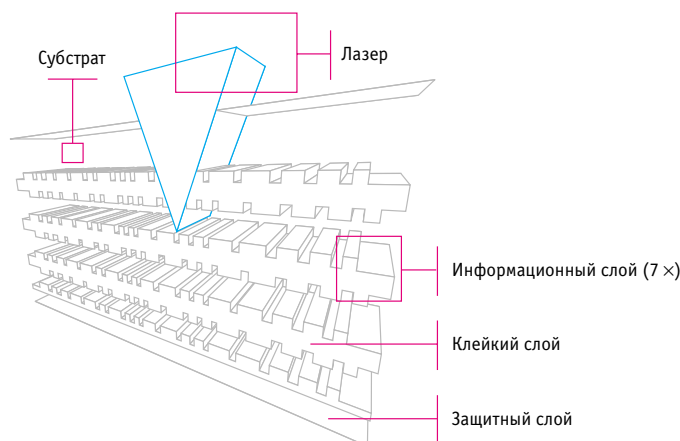 Субстрат
Лазер
Информационный слой (7 ×)
Клейкий слой
Защитный слой